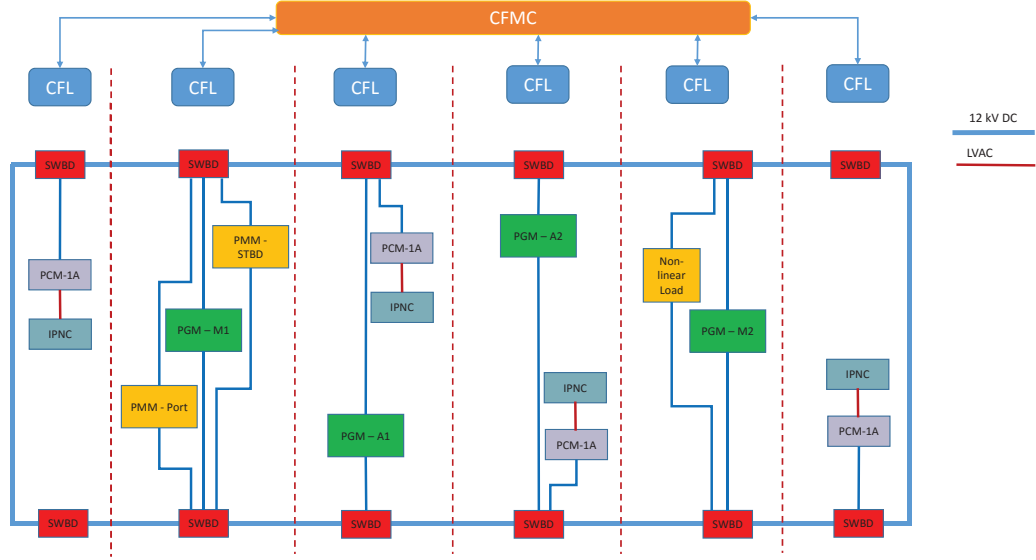 CFMC
CFL
CFL
CFL
CFL
CFL
CFL
12 kV DC
LVAC
SWBD
SWBD
SWBD
SWBD
SWBD
SWBD
PMM -
STBD
PGM – A2
PCM-1A
PCM-1A
Non-
linear
Load
IPNC
IPNC
PGM – M1
PGM – M2
IPNC
IPNC
PMM - Port
PGM – A1
PCM-1A
PCM-1A
SWBD
SWBD
SWBD
SWBD
SWBD
SWBD